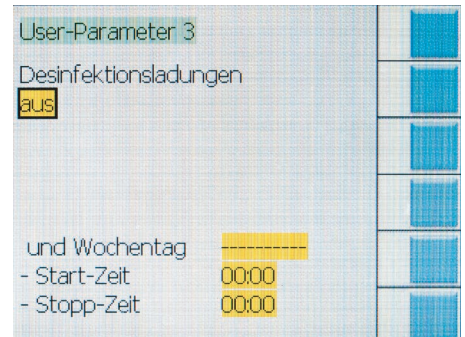 User-Parameter 3
Desinfektionsladungen
aus
und Wochentag ----------
- Start-Zeit 00:00
- Stopp-Zeit 00:00